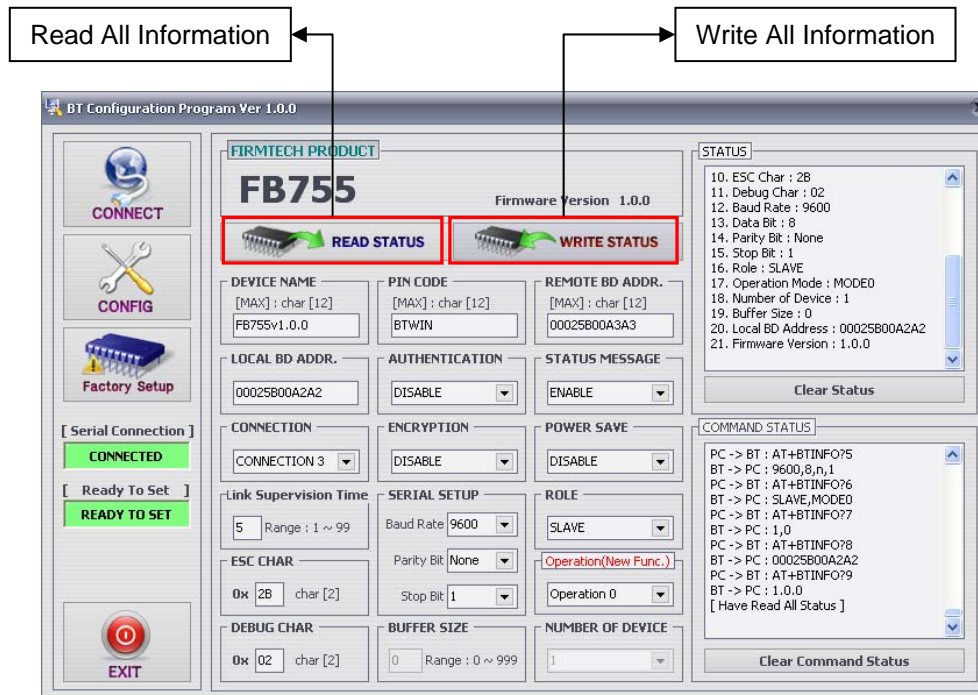 Read All Information
Write All Information
BT Configuration Program Ver 1.0.0
CONNECT
CONFIG
Factory Setup
[ Serial Connection ]
CONNECTED
[ Ready To Set ]
READY TO SET
EXIT
FIRMTECH PRODUCT
FB755
Firmware Version 1.0.0
READ STATUS
WRITE STATUS
DEVICE NAME
[MAX] : char [12]
FB755v1.0.0
PIN CODE
[MAX] : char [12]
BTWIN
REMOTE BD ADDR.
[MAX] : char [12]
00025B00A3A3
LOCAL BD ADDR.
00025B00A2A2
AUTHENTICATION
DISABLE
STATUS MESSAGE
ENABLE
CONNECTION
CONNECTION 3
ENCRYPTION
DISABLE
POWER SAVE
DISABLE
Link Supervision Time
5 Range : 1 ~ 99
SERIAL SETUP
Baud Rate 9600
Parity Bit None
Stop Bit 1
ROLE
SLAVE
ESC CHAR
0x 2B char [2]
Operation(New Func.)
Operation 0
DEBUG CHAR
0x 02 char [2]
BUFFER SIZE
0 Range : 0 ~ 999
NUMBER OF DEVICE
1
STATUS
10. ESC Char : 2B
11. Debug Char : 02
12. Baud Rate : 9600
13. Data Bit : 8
14. Parity Bit : None
15. Stop Bit : 1
16. Role : SLAVE
17. Operation Mode : MODE0
18. Number of Device : 1
19. Buffer Size : 0
20. Local BD Address : 00025B00A2A2
21. Firmware Version : 1.0.0
Clear Status
COMMAND STATUS
PC -> BT : AT+BTINFO?5
BT -> PC : 9600,8,n,1
PC -> BT : AT+BTINFO?6
BT -> PC : SLAVE,MODE0
PC -> BT : AT+BTINFO?7
BT -> PC : 1,0
PC -> BT : AT+BTINFO?8
BT -> PC : 00025B00A2A2
PC -> BT : AT+BTINFO?9
BT -> PC : 1.0.0
[ Have Read All Status ]
Clear Command Status